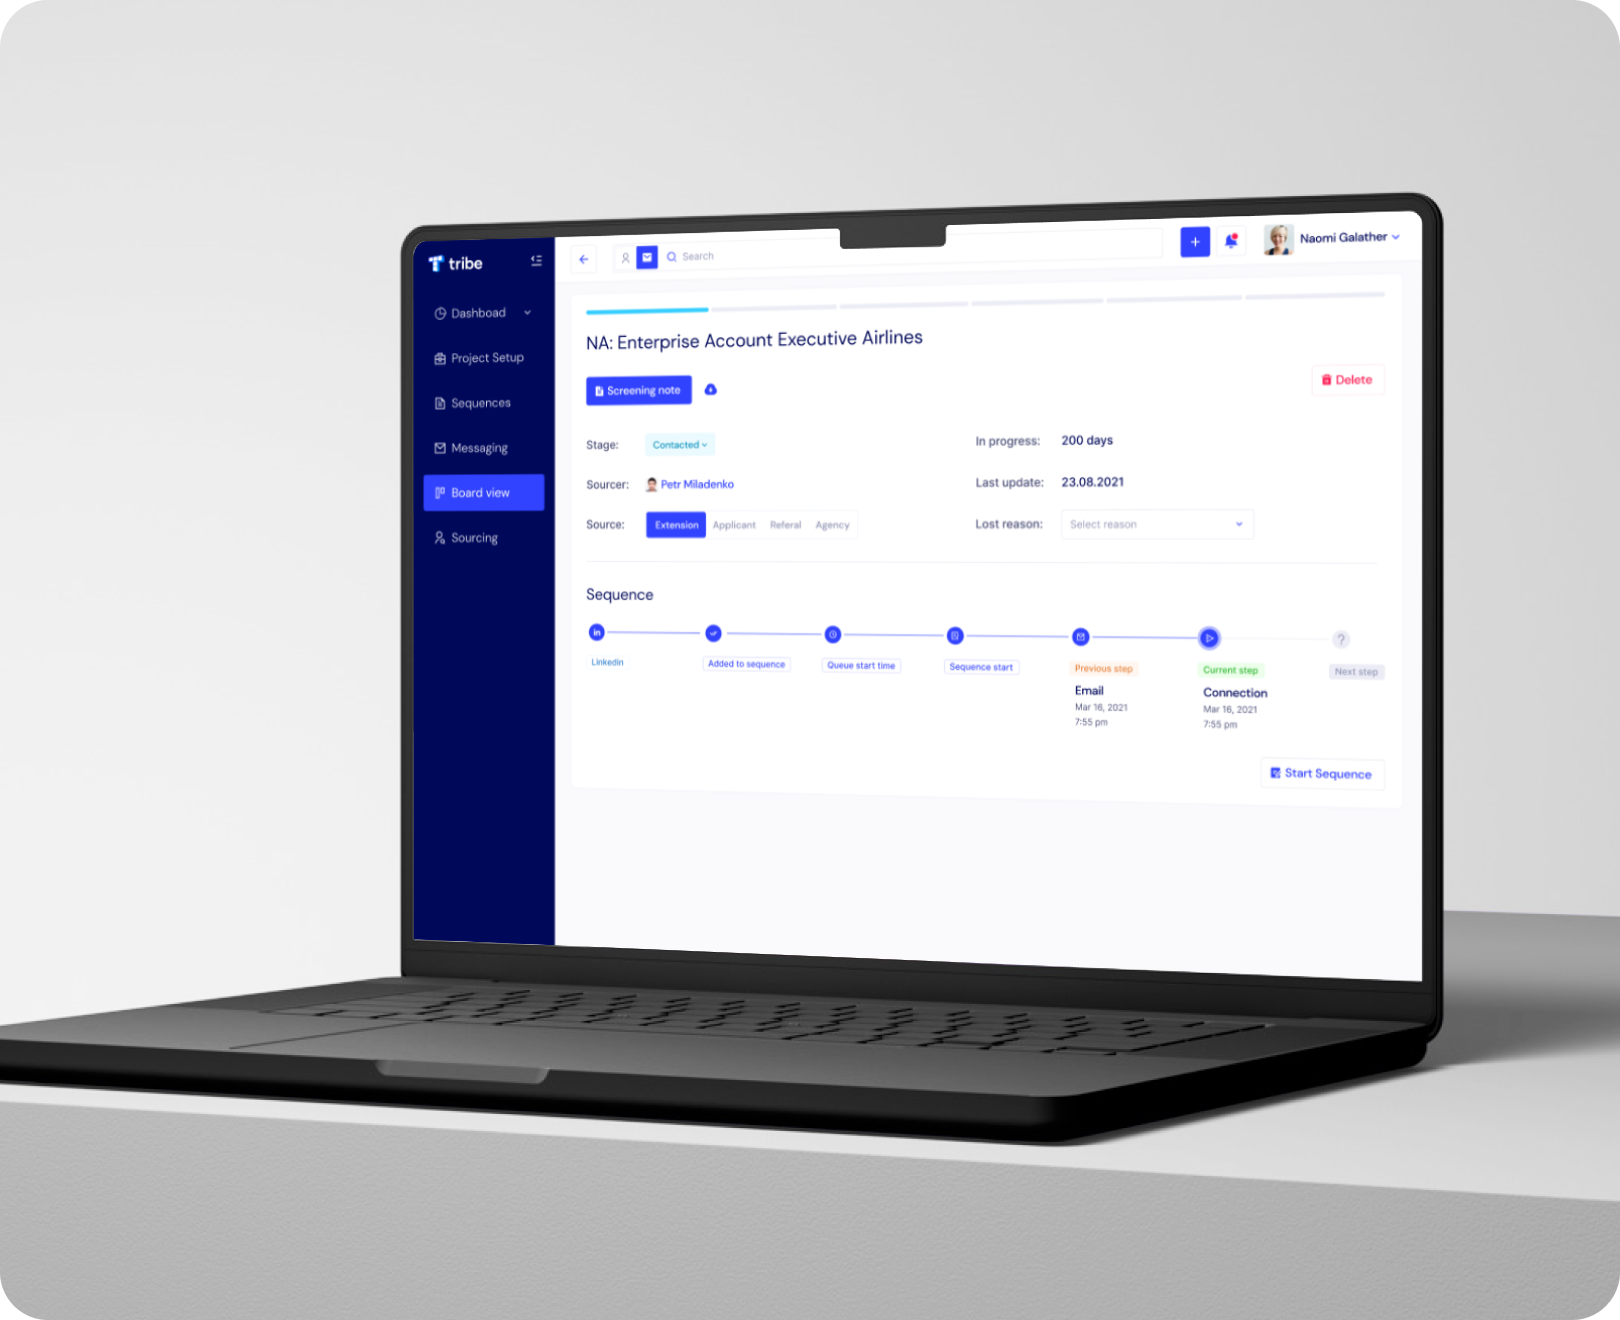 tribe
Search
Naomi Galather
Dashboad
Project Setup
Sequences
Messaging
Board view
Sourcing
NA: Enterprise Account Executive Airlines
Screening note
Delete
Stage: Contacted
In progress: 200 days
Sourcer: Petr Miladenko
Last update: 23.08.2021
Source: Extension Applicant Referal Agency
Lost reason: Select reason
Sequence
in
?
Linkedin
Added to sequence
Queue start time
Sequence start
Previous step
Email
Mar 16, 2021
7:55 pm
Current step
Connection
Mar 16, 2021
7:55 pm
Next step
Start Sequence